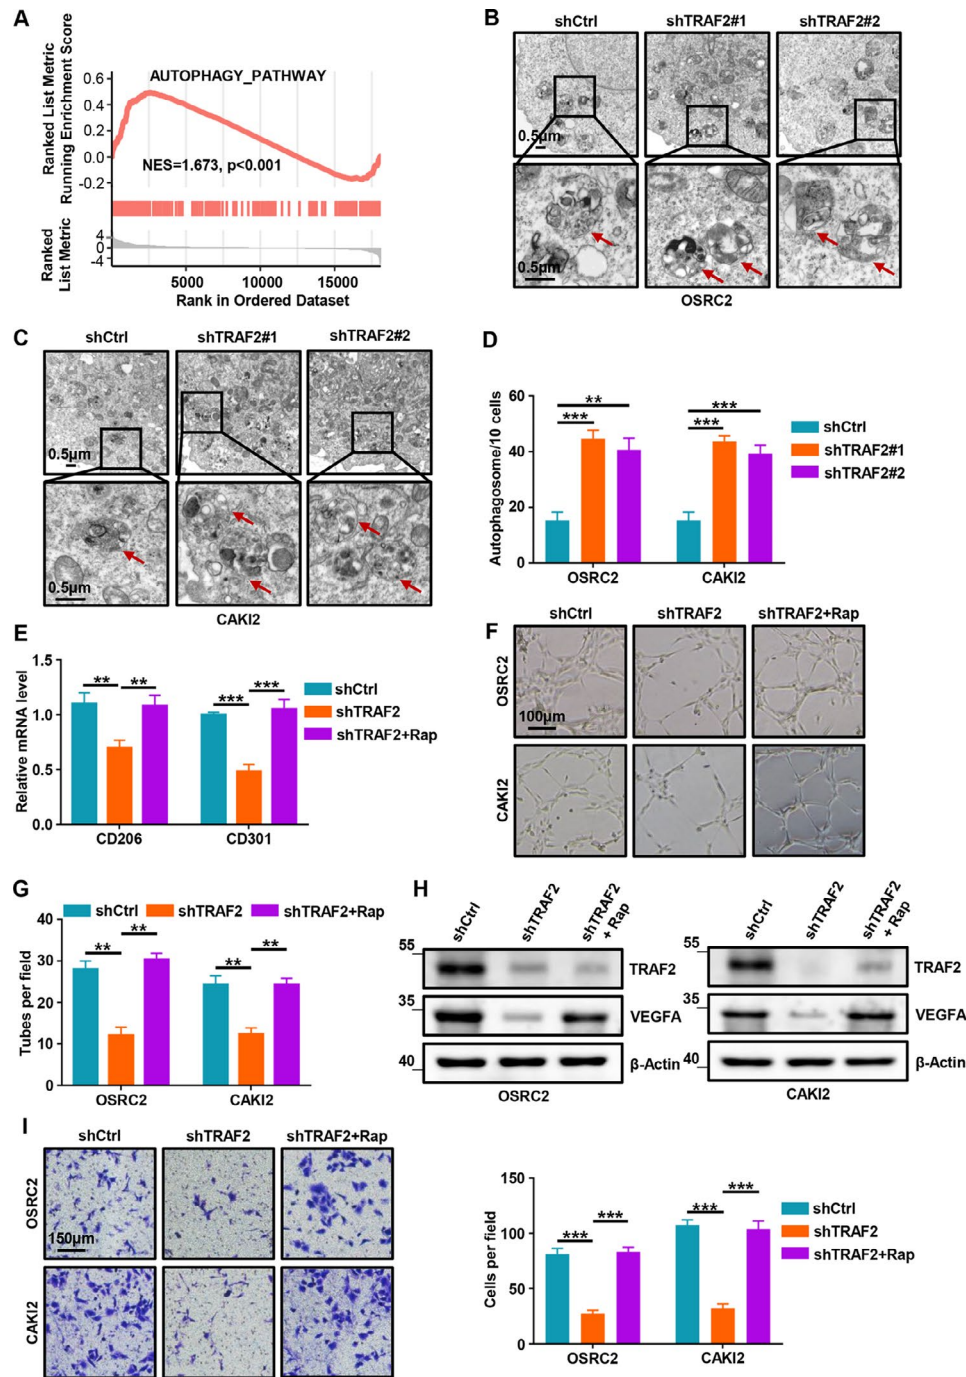 A
Ranked List Metric
Running Enrichment Score
0.6
0.4
0.2
0.0
-0.2
AUTOPHAGY_PATHWAY
NES=1.673, p<0.001
Ranked
List Metric
4
0
-4
5000
10000
15000
Rank in Ordered Dataset
B
shCtrl
shTRAF2#1
shTRAF2#2
0.5µm
0.5µm
OSRC2
C
shCtrl
shTRAF2#1
shTRAF2#2
0.5µm
0.5µm
CAKI2
D
Autophagosome/10 cells
60
40
20
0
**
***
***
***
OSRC2
CAKI2
shCtrl
shTRAF2#1
shTRAF2#2
E
Relative mRNA level
1.5
1.0
0.5
0.0
**
**
***
***
CD206
CD301
shCtrl
shTRAF2
shTRAF2+Rap
F
shCtrl
shTRAF2
shTRAF2+Rap
OSRC2
100µm
CAKI2
G
shCtrl
shTRAF2
shTRAF2+Rap
Tubes per field
40
30
20
10
0
**
**
**
**
OSRC2
CAKI2
H
shCtrl
shTRAF2
shTRAF2
+ Rap
55
TRAF2
35
VEGFA
40
β-Actin
OSRC2
shCtrl
shTRAF2
shTRAF2
+ Rap
55
TRAF2
35
VEGFA
40
β-Actin
CAKI2
I
shCtrl
shTRAF2
shTRAF2+Rap
OSRC2
150µm
CAKI2
Cells per field
150
100
50
0
***
***
***
***
OSRC2
CAKI2
shCtrl
shTRAF2
shTRAF2+Rap